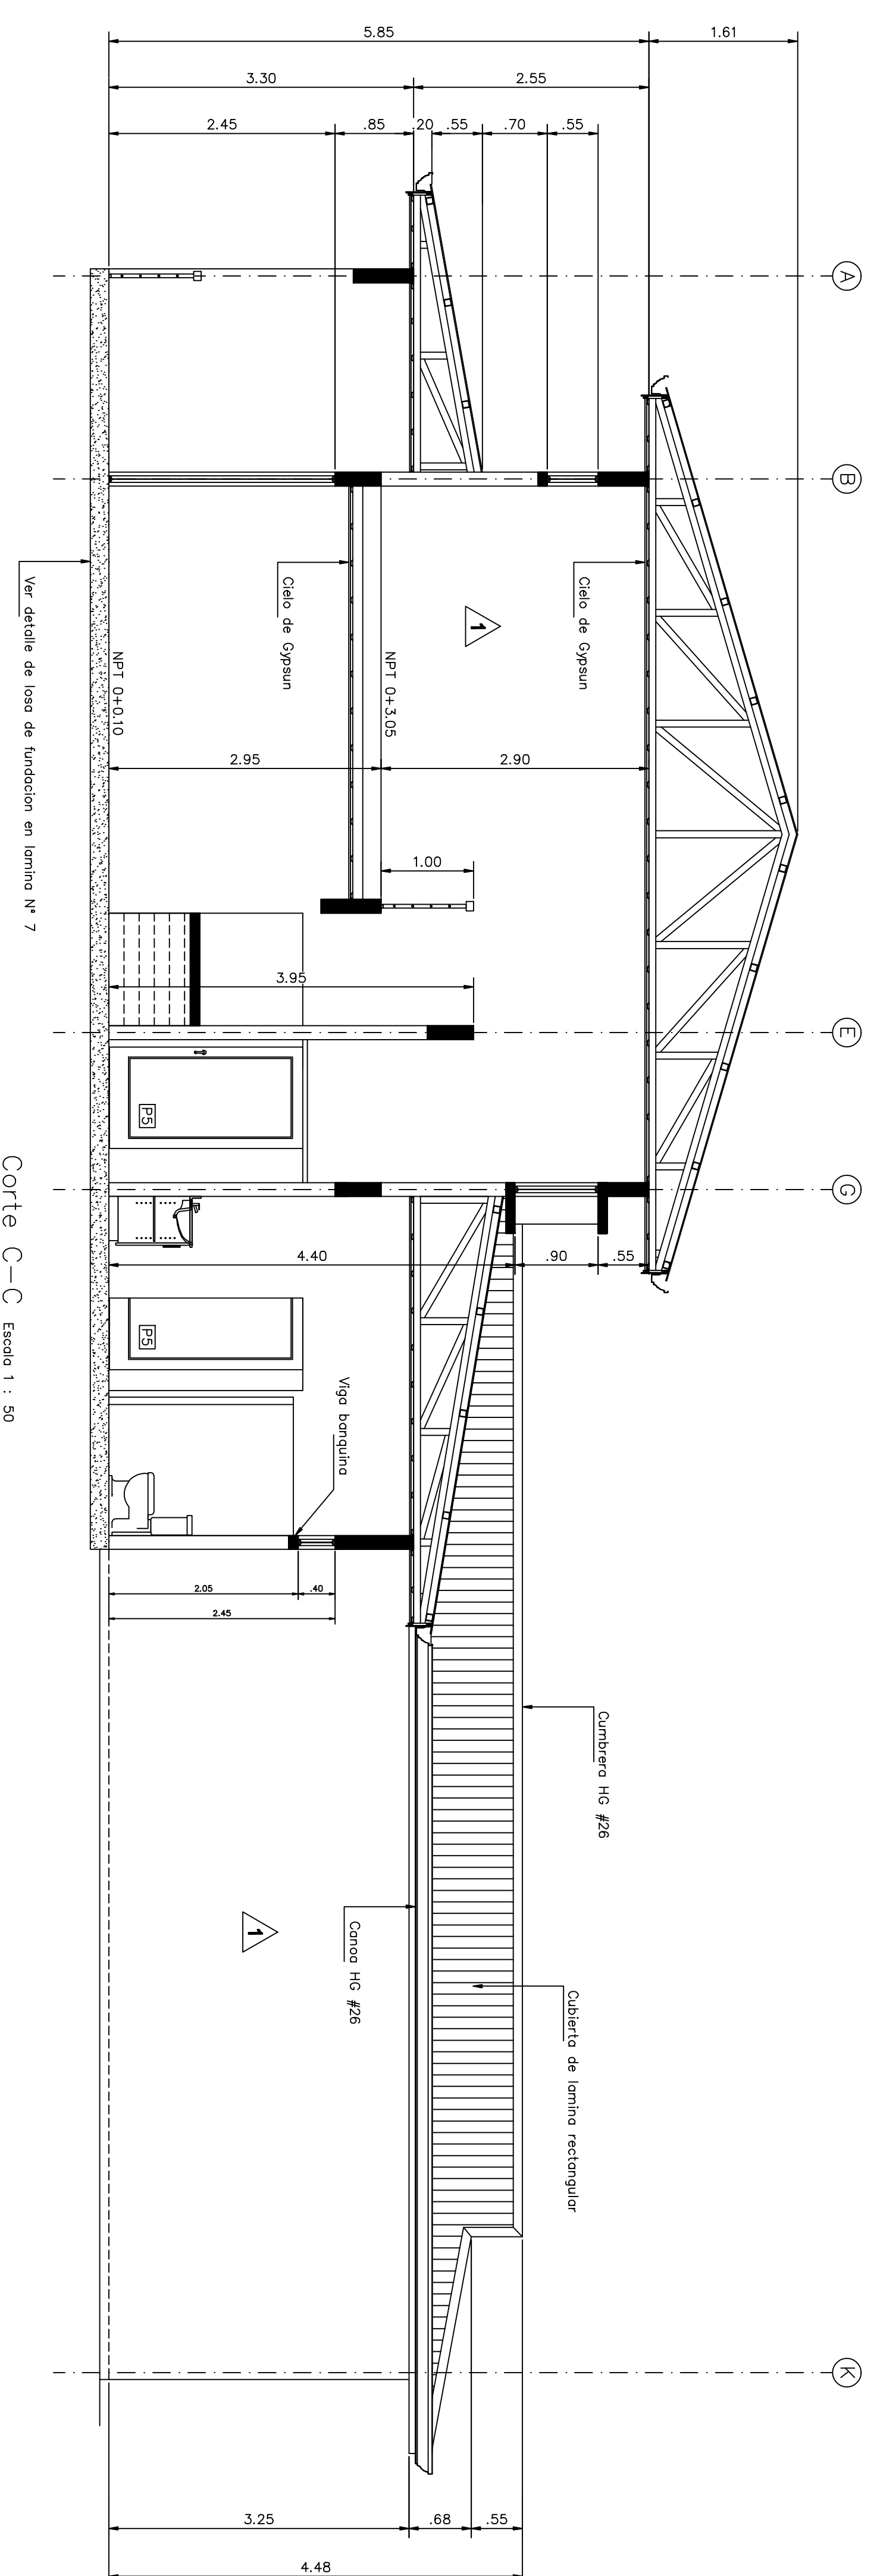 5.85
1.61
3.30
2.55
2.45
.85
.20
.55
.70
.55
A
B
Cielo de Gypsun
Cielo de Gypsun
1
Ver detalle de losa de fundacion en lamina N° 7
NPT 0+0.10
NPT 0+3.05
2.95
2.90
1.00
3.95
E
P5
G
4.40
.90
.55
P5
Viga banquina
2.05
.40
2.45
Corte C-C Escala 1 : 50
Cumbrera HG #26
Canoa HG #26
1
Cubierta de lamina rectangular
K
3.25
.68
.55
4.48